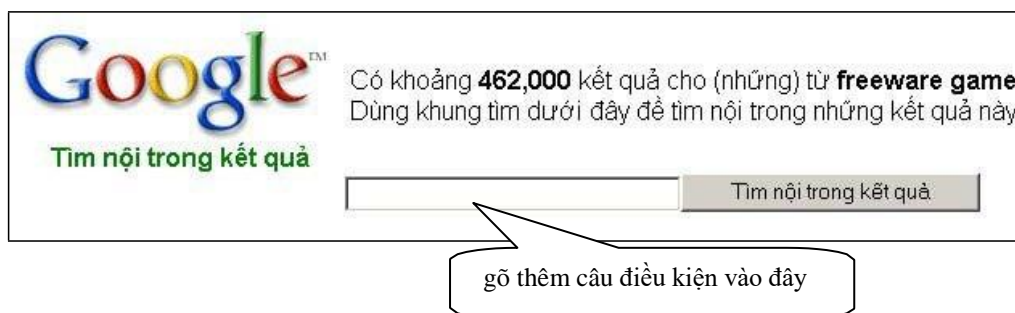 Google™
Có khoảng 462,000 kết quả cho (những) từ freeware game
Dùng khung tìm dưới đây để tìm nội trong những kết quả này
Tìm nội trong kết quả
Tìm nội trong kết quả
gõ thêm câu điều kiện vào đây